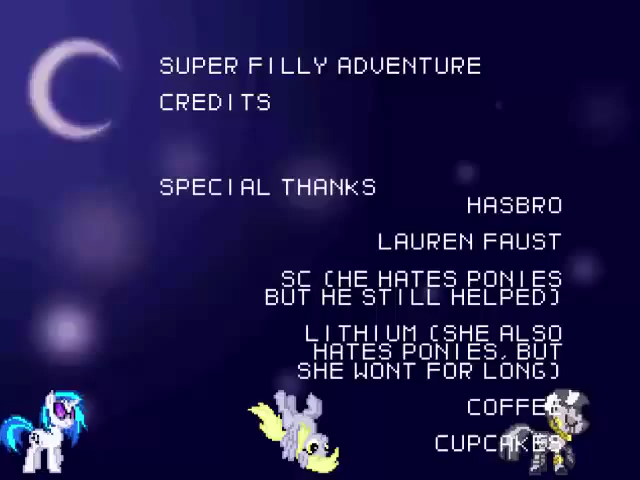 SUPER FILLY ADVENTURE
CREDITS
SPECIAL THANKS
HASBRO
LAUREN FAUST
SC (HE HATES PONIES
BUT HE STILL HELPED)
LITHIUM (SHE ALSO
HATES PONIES, BUT
SHE WONT FOR LONG)
COFFEE
CUPCAKES